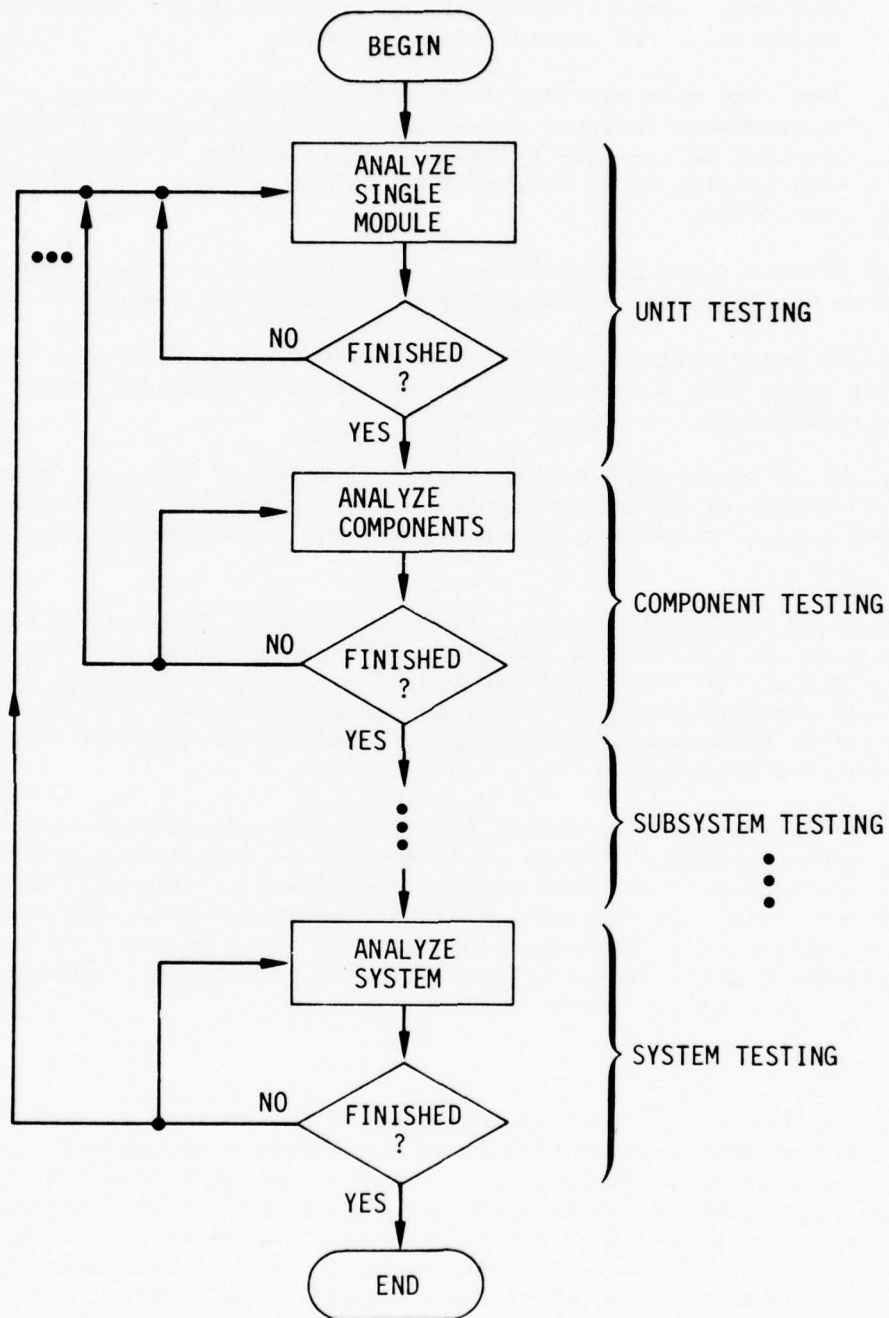 BEGIN
ANALYZE
SINGLE
MODULE
NO
FINISHED
?
UNIT TESTING
YES
ANALYZE
COMPONENTS
NO
FINISHED
?
COMPONENT TESTING
YES
SUBSYSTEM TESTING
ANALYZE
SYSTEM
NO
FINISHED
?
SYSTEM TESTING
YES
END